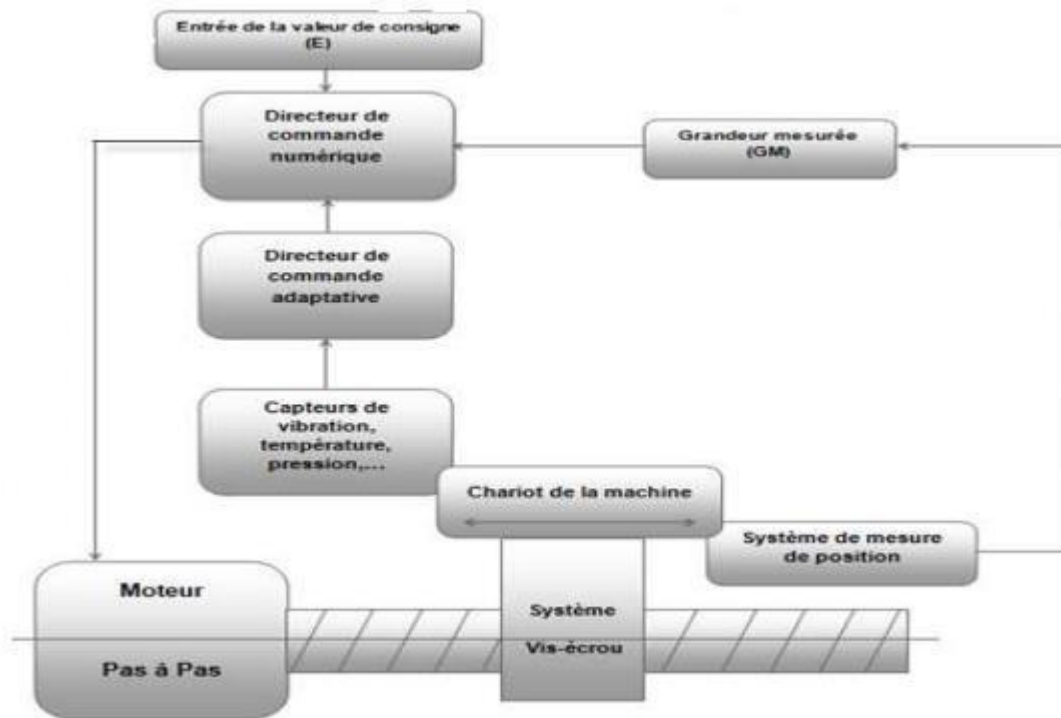 Entrée de la valeur de consigne
(E)
Directeur de
commande
numérique
Grandeur mesurée
(GM)
Directeur de
commande
adaptative
Capteurs de
vibration,
température,
pression,...
Chariot de la machine
Système de mesure
de position
Moteur
Pas à Pas
Système
Vis-écrou